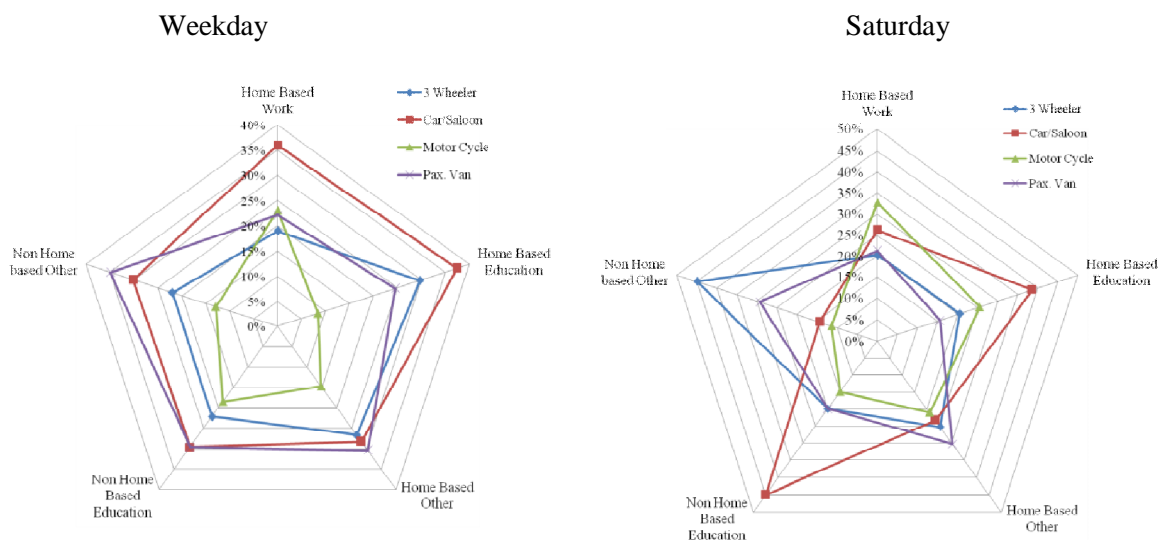 Weekday
Home Based
Work
40%
35%
30%
25%
20%
15%
10%
5%
0%
3 Wheeler
Car/Saloon
Motor Cycle
Pax. Van
Non Home
based Other
Home Based
Education
Non Home
Based
Education
Home Based
Other
Saturday
Home Based
Work
50%
45%
40%
35%
30%
25%
20%
15%
10%
5%
0%
3 Wheeler
Car/Saloon
Motor Cycle
Pax. Van
Non Home
based Other
Home Based
Education
Non Home
Based
Education
Home Based
Other